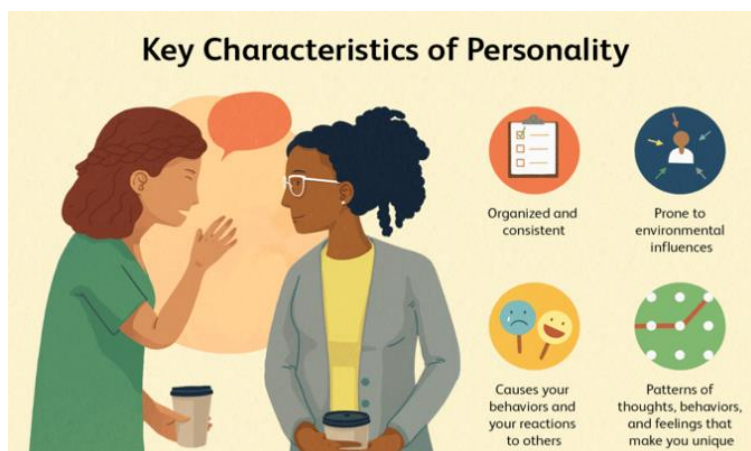 Key Characteristics of Personality
Organized and
consistent
Prone to
environmental
influences
Causes your
behaviors and
your reactions
to others
Patterns of
thoughts, behaviors,
and feelings that
make you unique